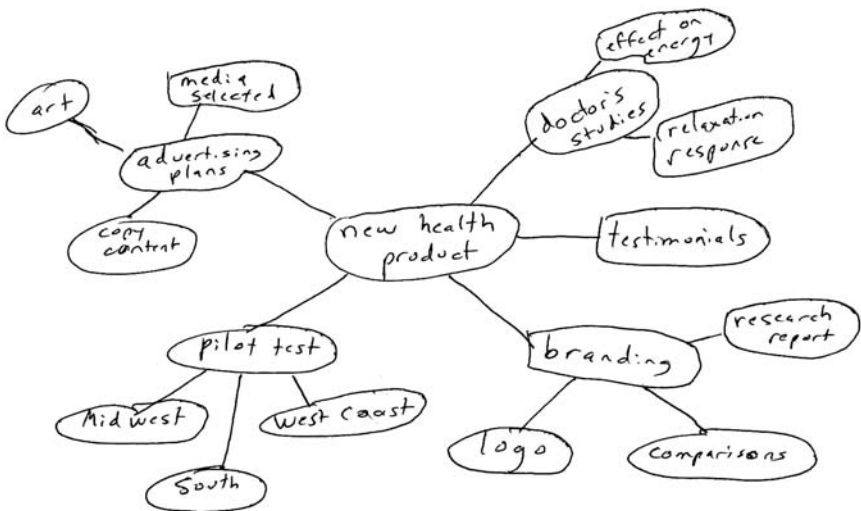 effect on
energy
media
selected
art
doctor's
studies
relaxation
response
advertising
plans
copy
content
new health
product
testimonials
research
report
pilot test
branding
Midwest
West Coast
logo
comparisons
South